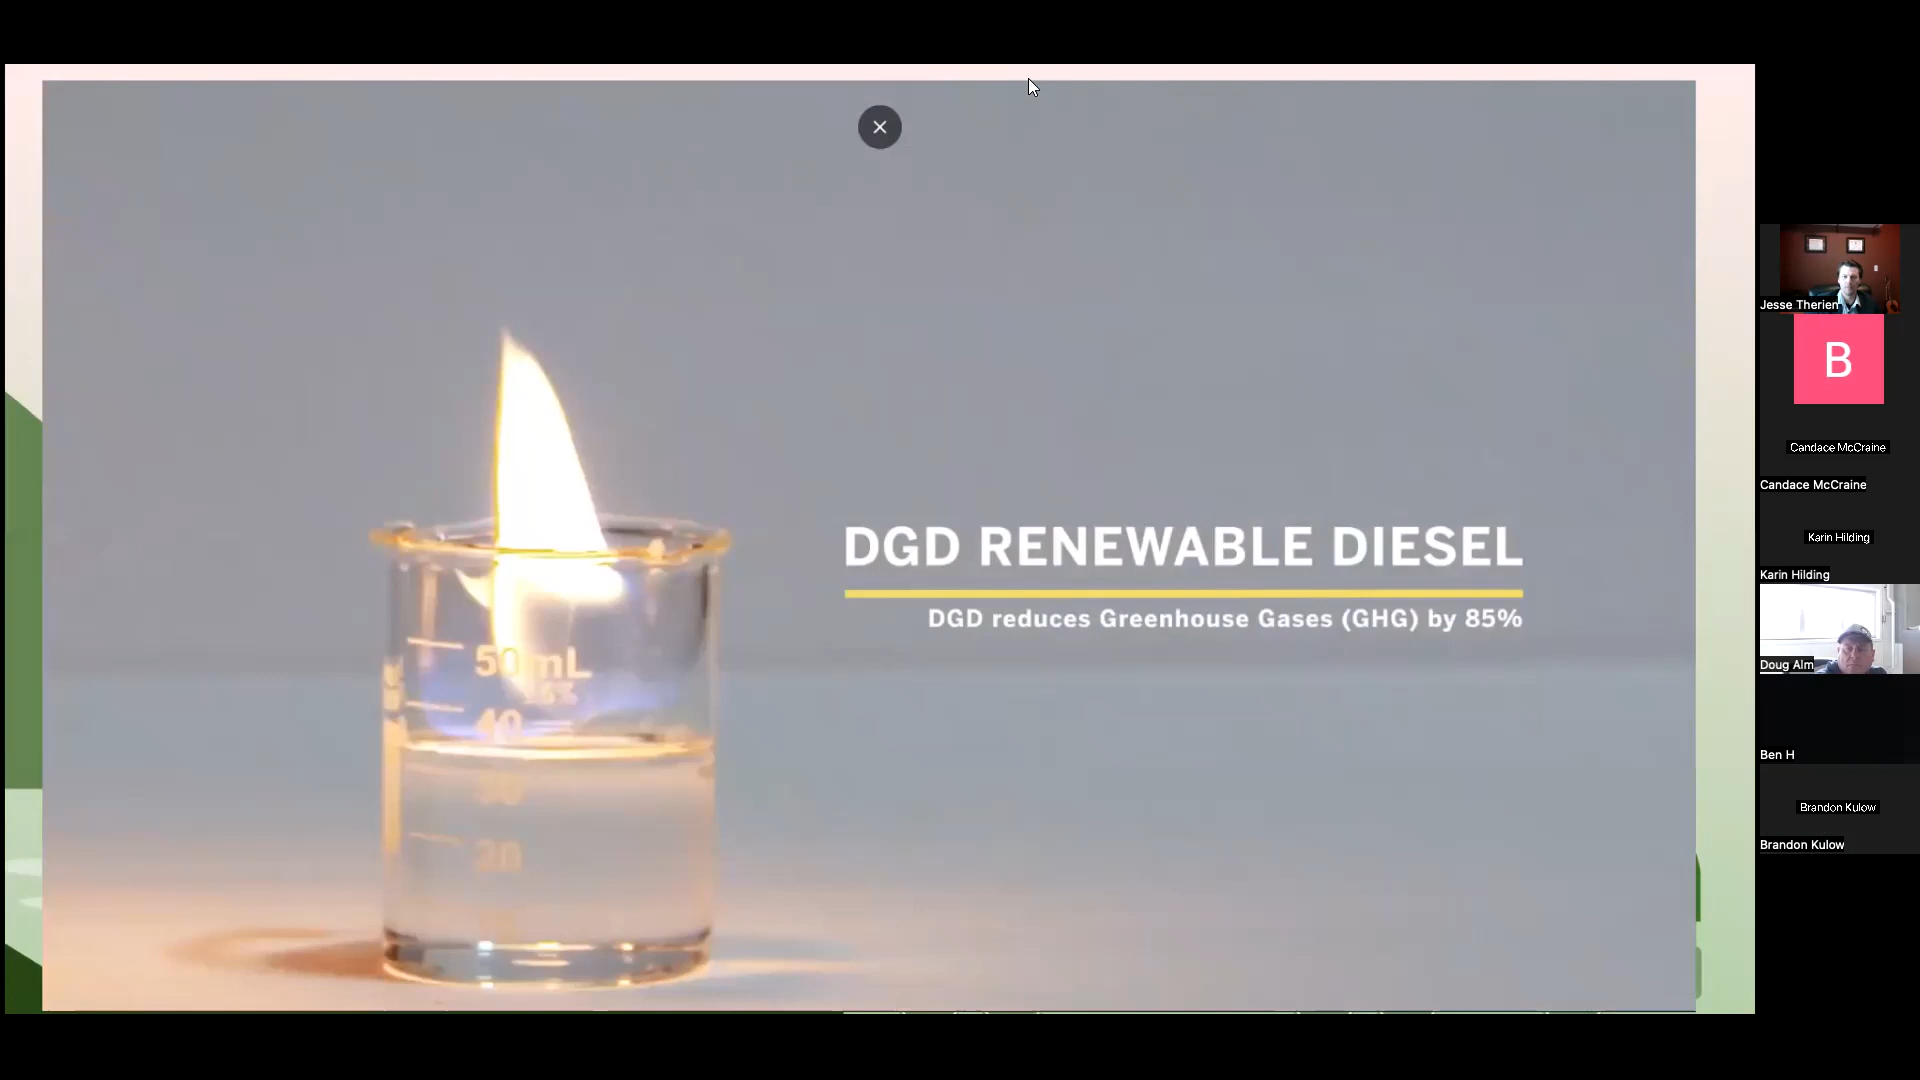 DGD RENEWABLE DIESEL
DGD reduces Greenhouse Gases (GHG) by 85%
50 mL
40
30
20
Jesse Therien
B
Candace McCraine
Candace McCraine
Karin Hilding
Karin Hilding
Doug Alm
Ben H
Brandon Kulow
Brandon Kulow